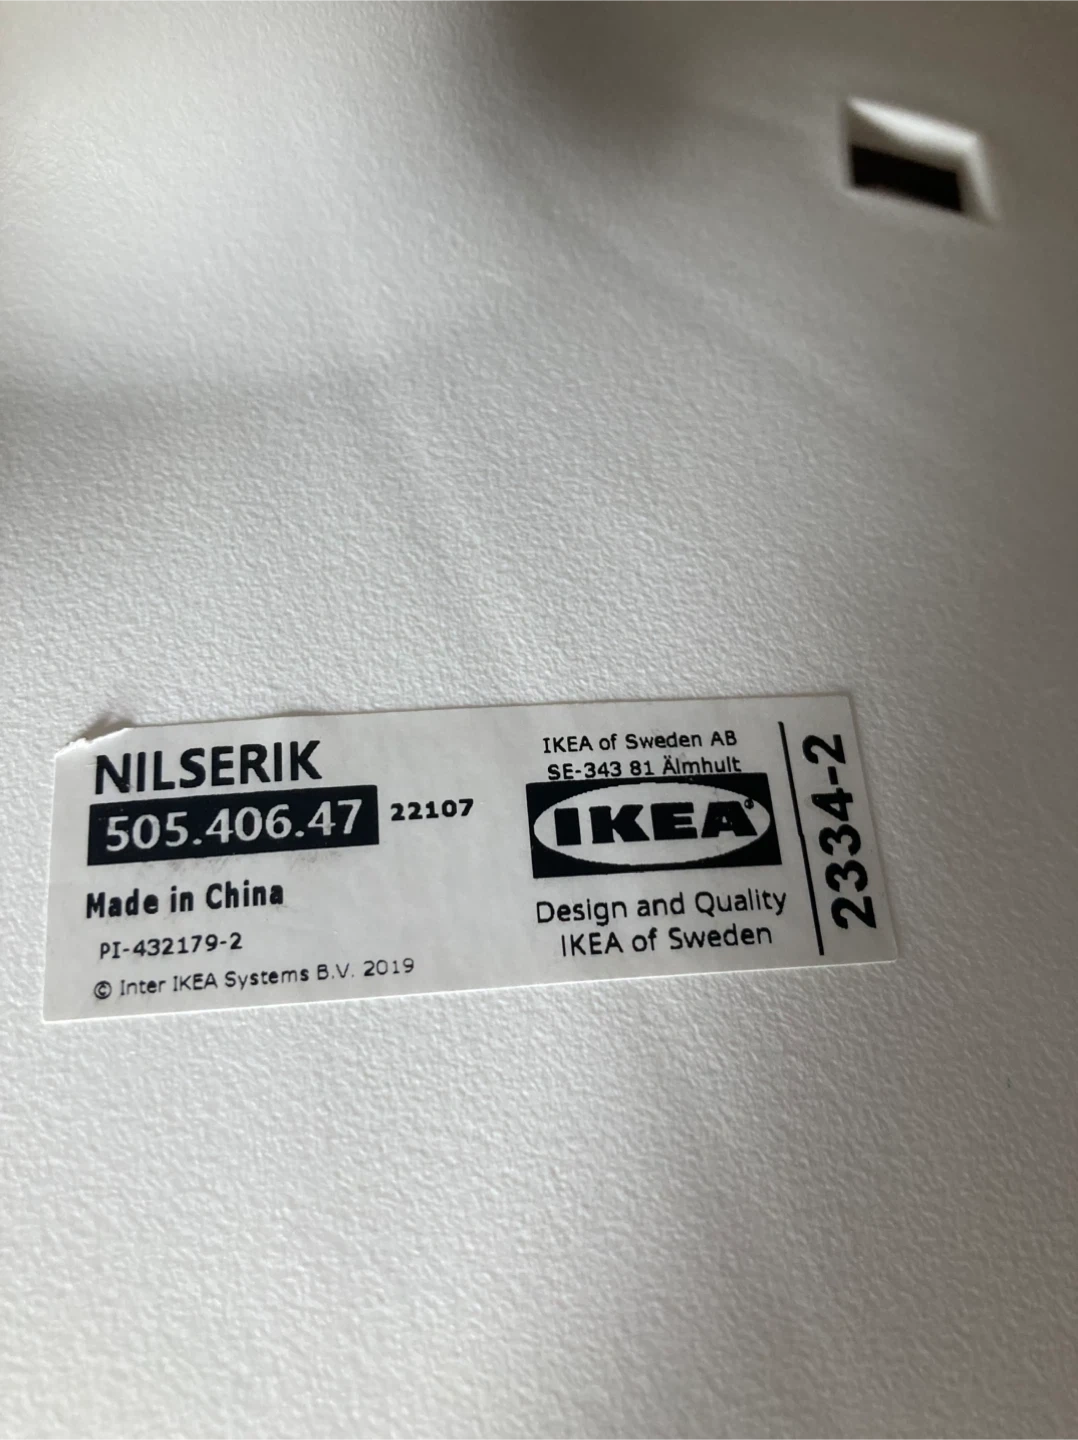 NILSERIK
505.406.47 22107
Made in China
PI-432179-2
© Inter IKEA Systems B.V. 2019
IKEA of Sweden AB
SE-343 81 Älmhult
IKEA®
Design and Quality
IKEA of Sweden
2334-2